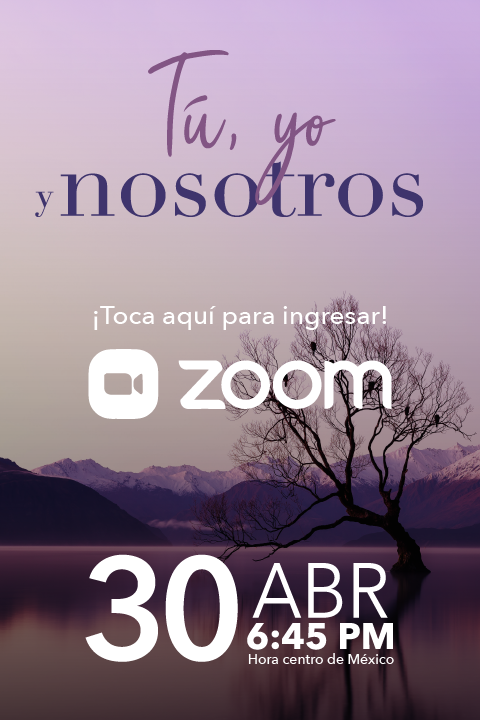 Tú, yo
y nosotros
¡Toca aquí para ingresar!
zoom
30 ABR
6:45 PM
Hora centro de México